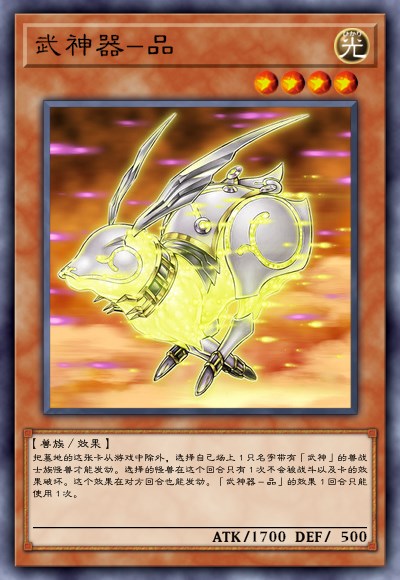 武神器-品
光
【兽族/效果】
把墓地的这张卡从游戏中除外，选择自己场上1只名字带有「武神」的兽战
士族怪兽才能发动。选择的怪兽在这个回合只有1次不会被战斗以及卡的效
果破坏。这个效果在对方回合也能发动。「武神器-品」的效果1回合只能
使用1次。
ATK/1700 DEF/ 500